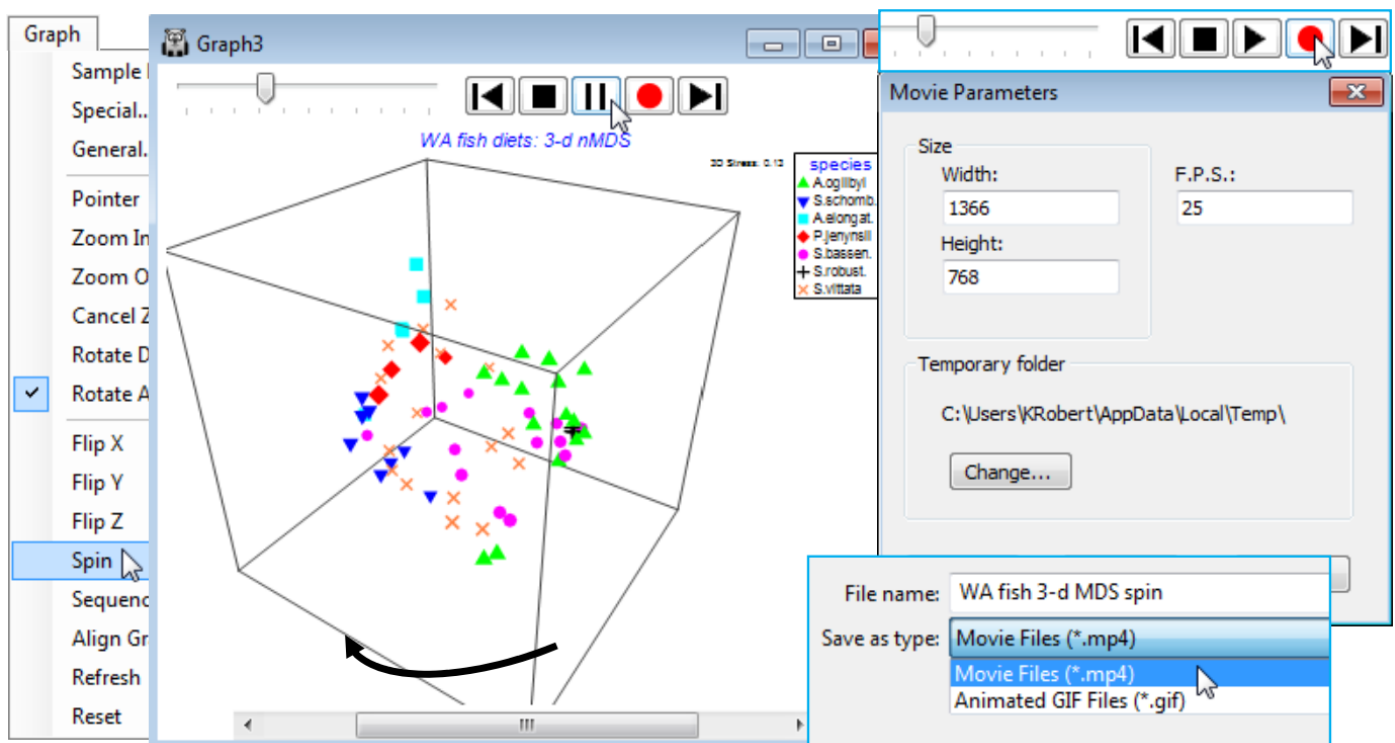 Graph
Sample
Special..
General.
Pointer
Zoom In
Zoom O
Cancel Z
Rotate D
Rotate A
Flip X
Flip Y
Flip Z
Spin
Sequenc
Align Gr
Refresh
Reset
Graph3
WA fish diets: 3-d nMDS
3D Stress: 0.13
species
A.ogilbyi
S.schomb.
A.elongat.
P.jenynsii
S.bassen.
S.robust.
S.vittata
Movie Parameters
Size
Width:
1366
Height:
768
F.P.S.:
25
Temporary folder
C:\Users\KRobert\AppData\Local\Temp\
Change...
File name: WA fish 3-d MDS spin
Save as type: Movie Files (*.mp4)
Movie Files (*.mp4)
Animated GIF Files (*.gif)